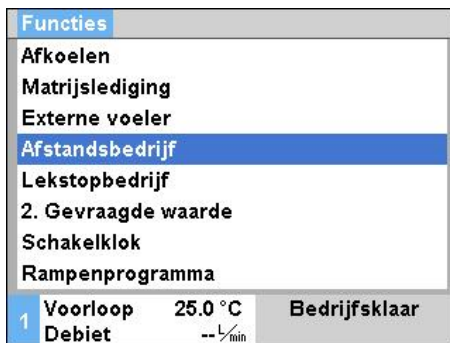 Functies
Afkoelen
Matrijslediging
Externe voeler
Afstandsbedrijf
Lekstopbedrijf
2. Gevraagde waarde
Schakelklok
Rampenprogramma
1 Voorloop 25.0 °C Bedrijfsklaar
Debiet -- L/min